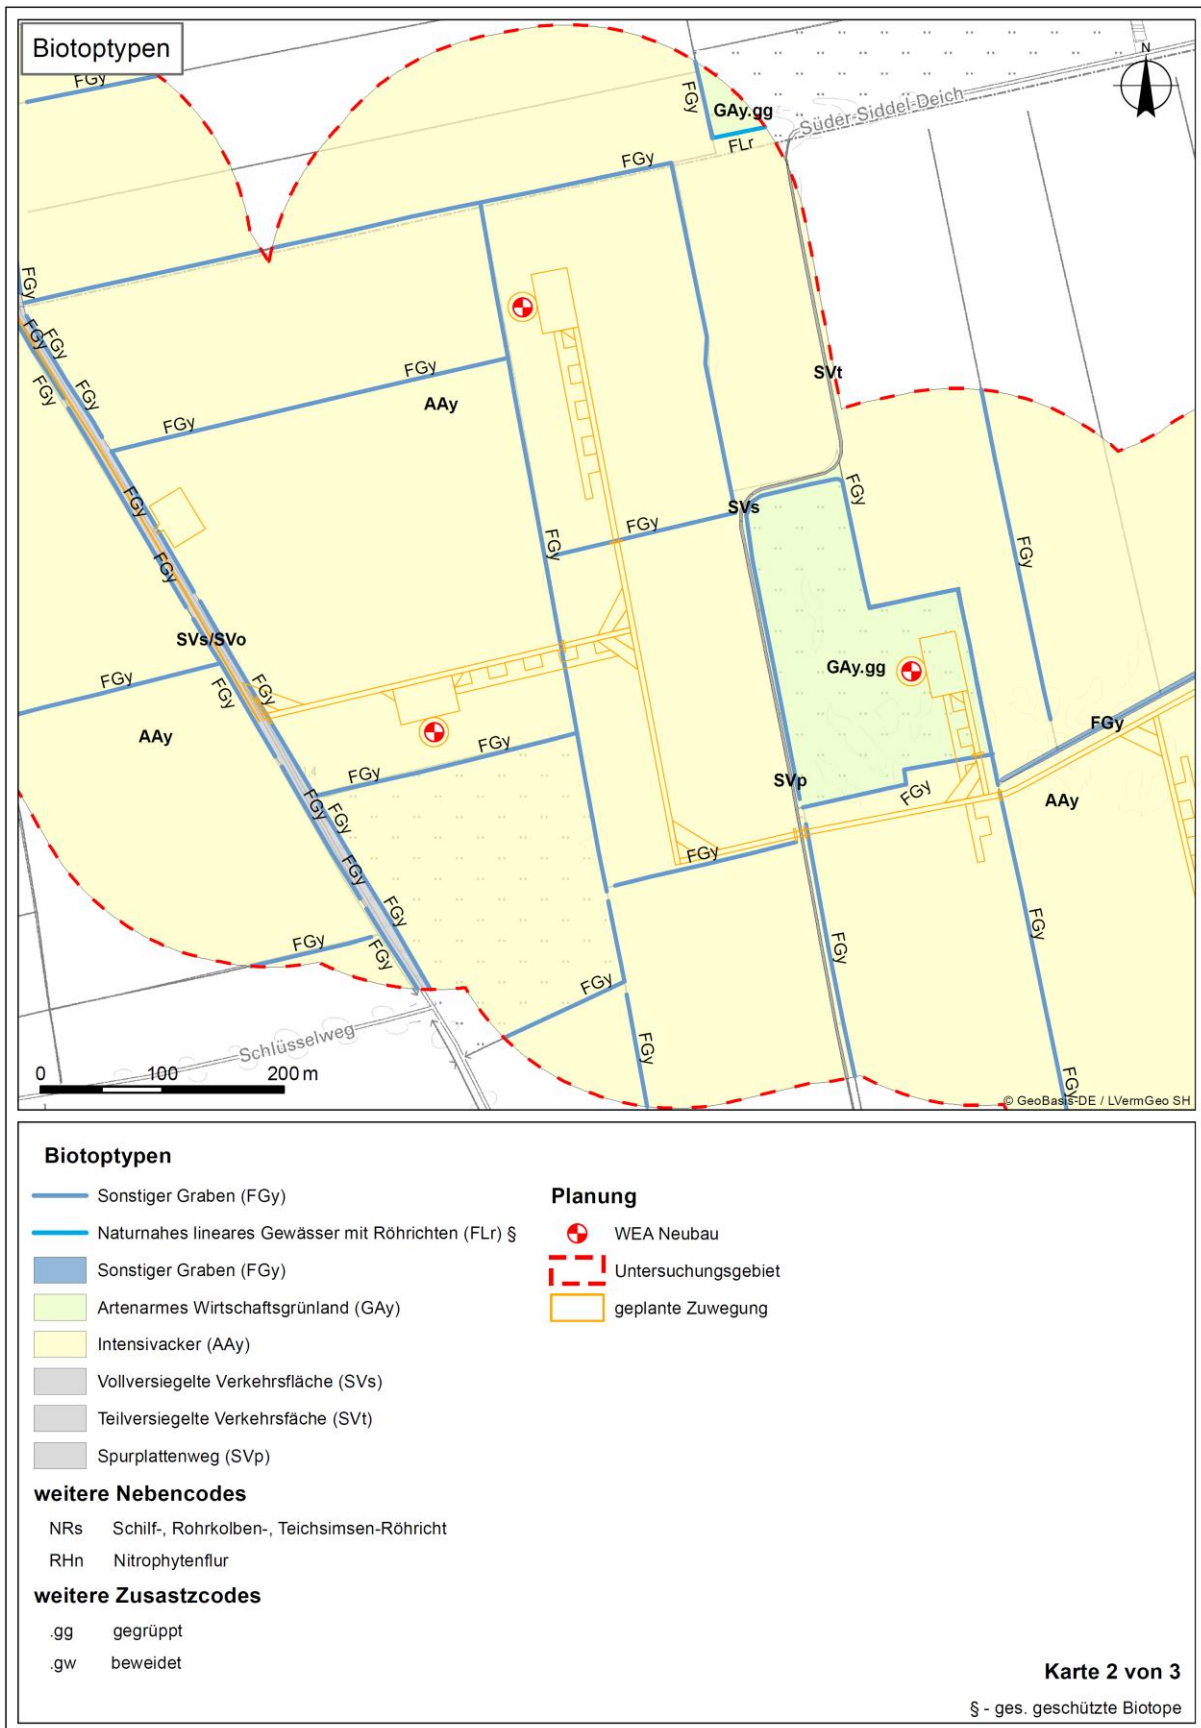 Biotoptypen
FGy
FGy
GAy.gg
FLr
Süder-Siddel-Deich
N
FGy
FGy
FGy
FGy
FGy
FGy
SVt
FGy
AAy
FGy
FGy
FGy
SVs
FGy
FGy
FGy
FGy
FGy
SVs/SVo
FGy
FGy
FGy
GAy.gg
AAy
FGy
FGy
FGy
SVp
FGy
AAy
FGy
FGy
FGy
FGy
FGy
FGy
FGy
FGy
FGy
FGy
FGy
FGy
Schlüsselweg
FGy
0 100 200 m
© GeoBasis-DE / LVermGeo SH
Biotoptypen
Sonstiger Graben (FGy)
Naturnahes lineares Gewässer mit Röhrichten (FLr) §
Sonstiger Graben (FGy)
Artenarmes Wirtschaftsgrünland (GAy)
Intensivacker (AAy)
Vollversiegelte Verkehrsfläche (SVs)
Teilversiegelte Verkehrsfäche (SVt)
Spurplattenweg (SVp)
Planung
WEA Neubau
Untersuchungsgebiet
geplante Zuwegung
weitere Nebencodes
NRs Schilf-, Rohrkolben-, Teichsimsen-Röhricht
RHn Nitrophytenflur
weitere Zusastzcodes
.gg gegrüppt
.gw beweidet
Karte 2 von 3
§ - ges. geschützte Biotope